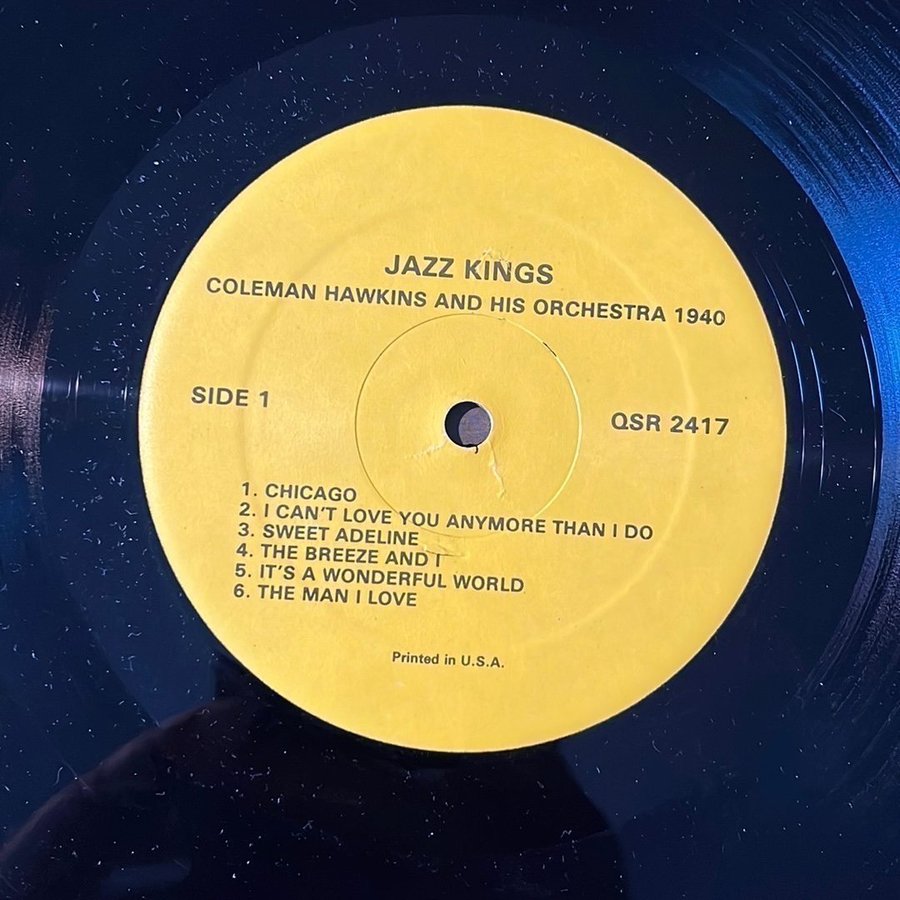 JAZZ KINGS
COLEMAN HAWKINS AND HIS ORCHESTRA 1940
SIDE 1
QSR 2417
1. CHICAGO
2. I CAN'T LOVE YOU ANYMORE THAN I DO
3. SWEET ADELINE
4. THE BREEZE AND I
5. IT'S A WONDERFUL WORLD
6. THE MAN I LOVE
Printed in U.S.A.